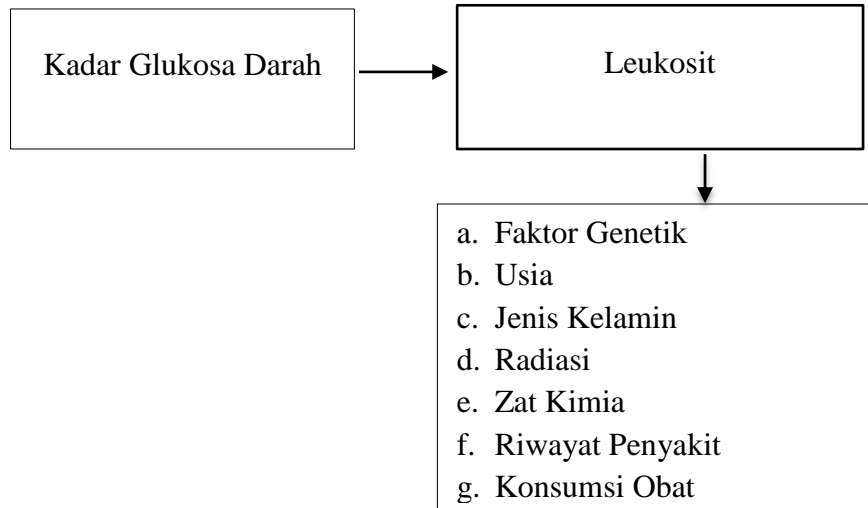 Kadar Glukosa Darah
Leukosit
a. Faktor Genetik
b. Usia
c. Jenis Kelamin
d. Radiasi
e. Zat Kimia
f. Riwayat Penyakit
g. Konsumsi Obat